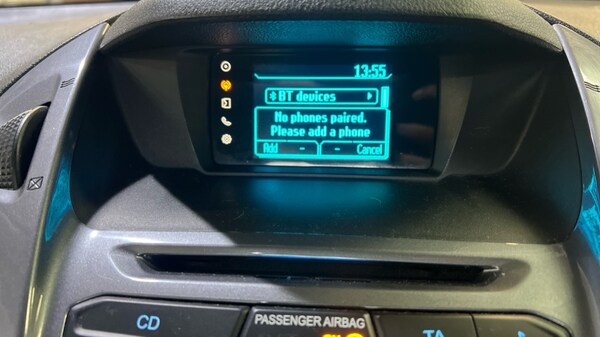 13:55
BT devices
No phones paired.
Please add a phone
Add - - Cancel
PASSENGER AIRBAG
CD
TA